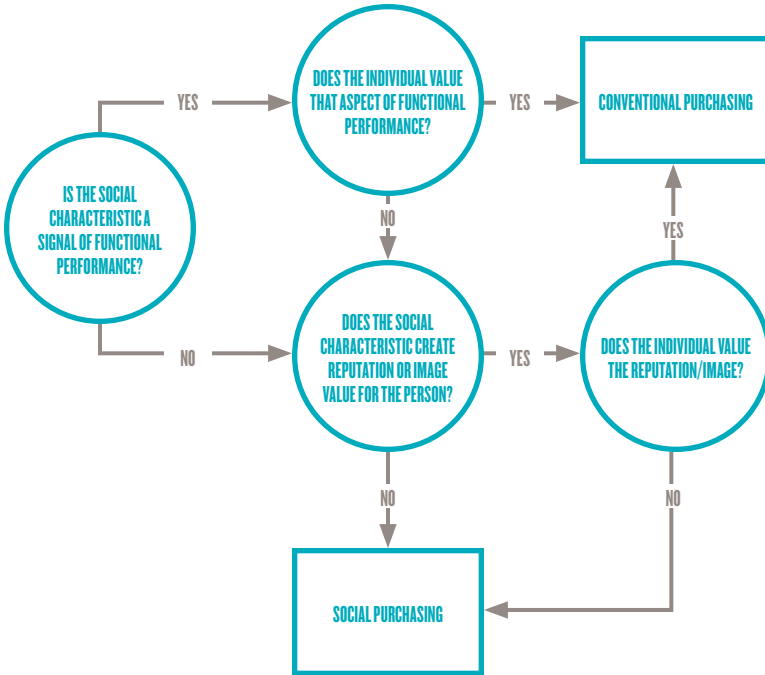 DOES THE INDIVIDUAL VALUE
THAT ASPECT OF FUNCTIONAL
PERFORMANCE?
YES
YES
CONVENTIONAL PURCHASING
IS THE SOCIAL
CHARACTERISTIC A
SIGNAL OF FUNCTIONAL
PERFORMANCE?
NO
YES
DOES THE SOCIAL
CHARACTERISTIC CREATE
REPUTATION OR IMAGE
VALUE FOR THE PERSON?
NO
YES
DOES THE INDIVIDUAL VALUE
THE REPUTATION/IMAGE?
NO
NO
SOCIAL PURCHASING